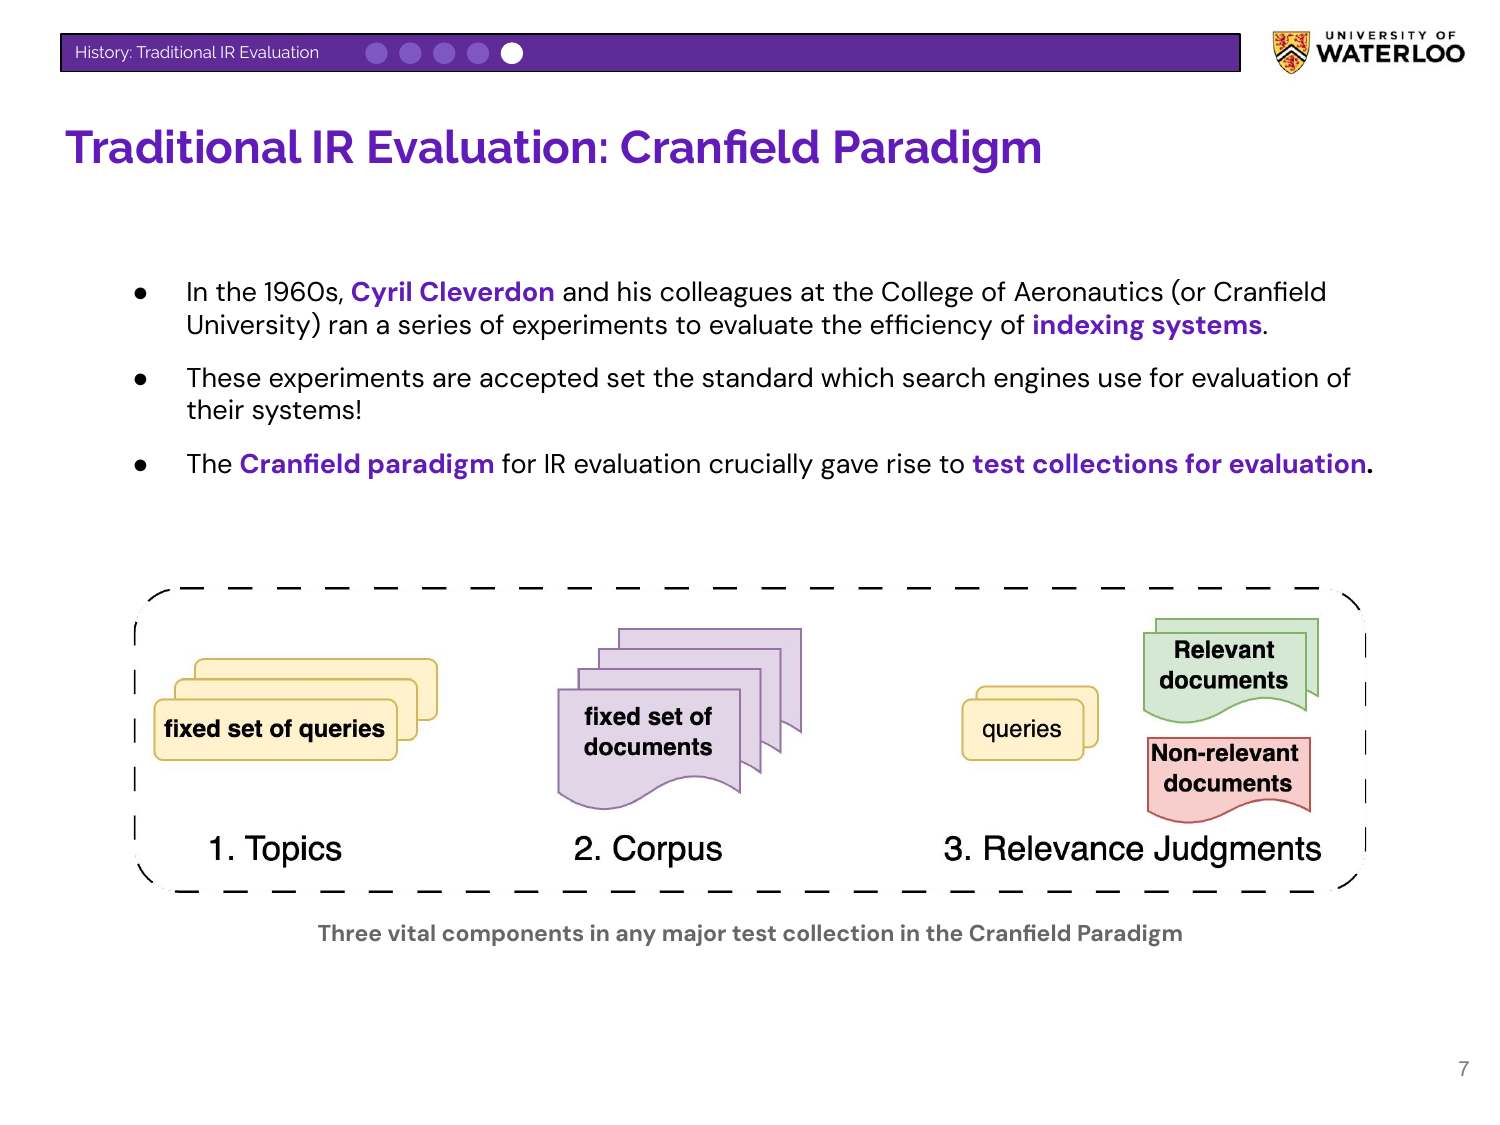 History: Traditional IR Evaluation
UNIVERSITY OF
WATERLOO
Traditional IR Evaluation: Cranfield Paradigm
● In the 1960s, Cyril Cleverdon and his colleagues at the College of Aeronautics (or Cranfield
University) ran a series of experiments to evaluate the efficiency of indexing systems.
● These experiments are accepted set the standard which search engines use for evaluation of
their systems!
● The Cranfield paradigm for IR evaluation crucially gave rise to test collections for evaluation.
fixed set of queries
1. Topics
fixed set of
documents
2. Corpus
queries
Relevant
documents
Non-relevant
documents
3. Relevance Judgments
Three vital components in any major test collection in the Cranfield Paradigm
7